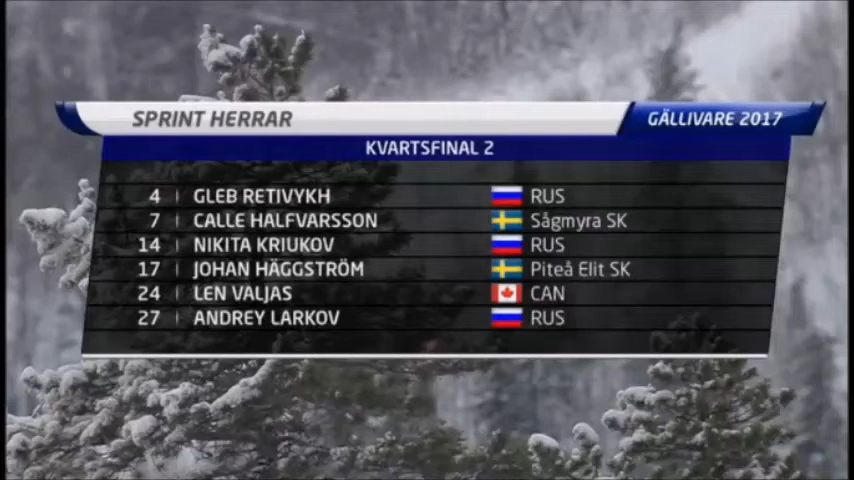 SPRINT HERRAR GÄLLIVARE 2017
KVARTSFINAL 2
4 GLEB RETIVYKH RUS
7 CALLE HALFVARSSON Sågmyra SK
14 NIKITA KRIUKOV RUS
17 JOHAN HÄGGSTRÖM Piteå Elit SK
24 LEN VALJAS CAN
27 ANDREY LARKOV RUS